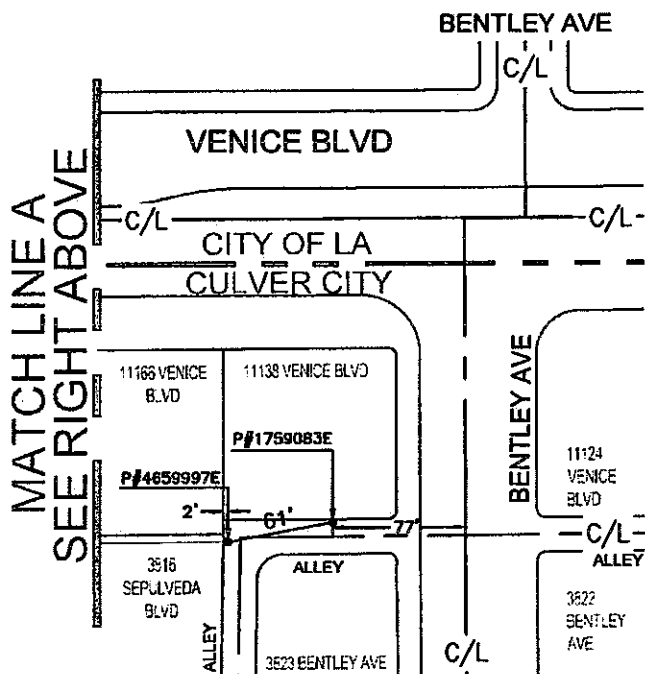 BENTLEY AVE
C/L
VENICE BLVD
MATCH LINE A
SEE RIGHT ABOVE
C/L
C/L
CITY OF LA
CULVER CITY
11166 VENICE
BLVD
11138 VENICE BLVD
BENTLEY AVE
P#1759083E
P#4659997E
11124
VENICE
BLVD
2'
61'
77'
C/L
ALLEY
ALLEY
3816
SEPULVEDA
BLVD
ALLEY
3823 BENTLEY AVE
C/L
3822
BENTLEY
AVE